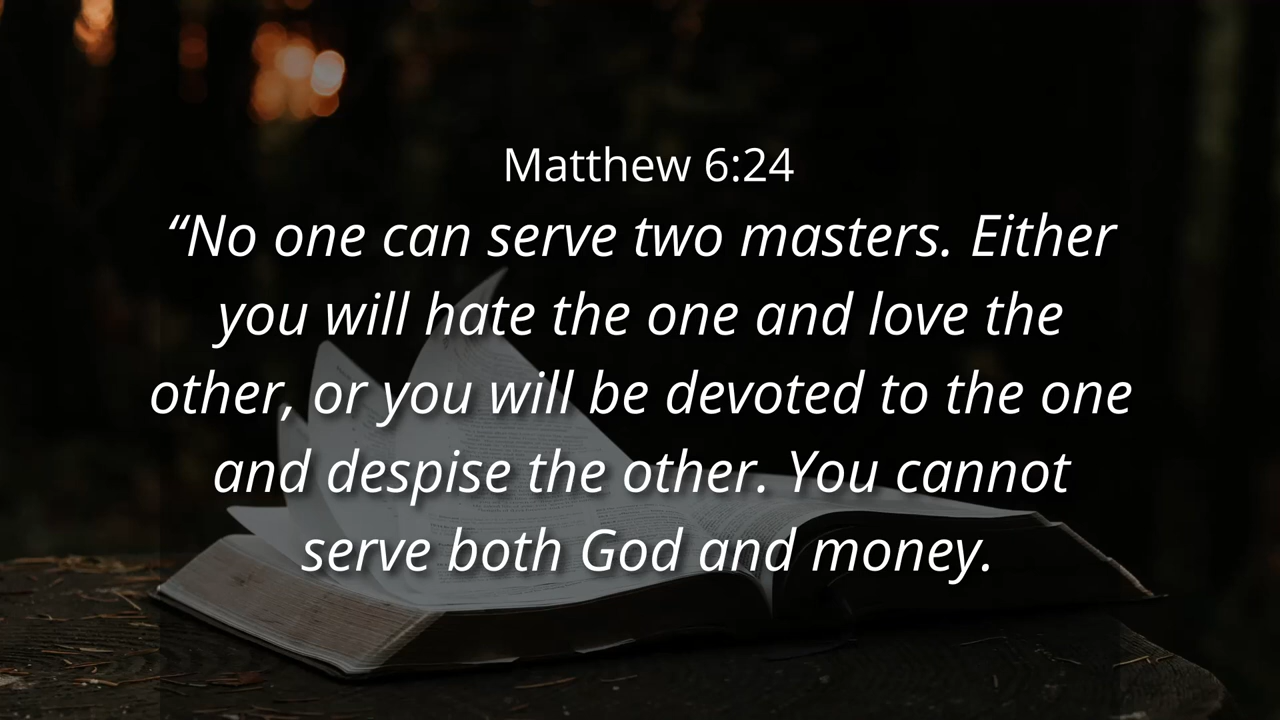 Matthew 6:24
“No one can serve two masters. Either
you will hate the one and love the
other, or you will be devoted to the one
and despise the other. You cannot
serve both God and money.